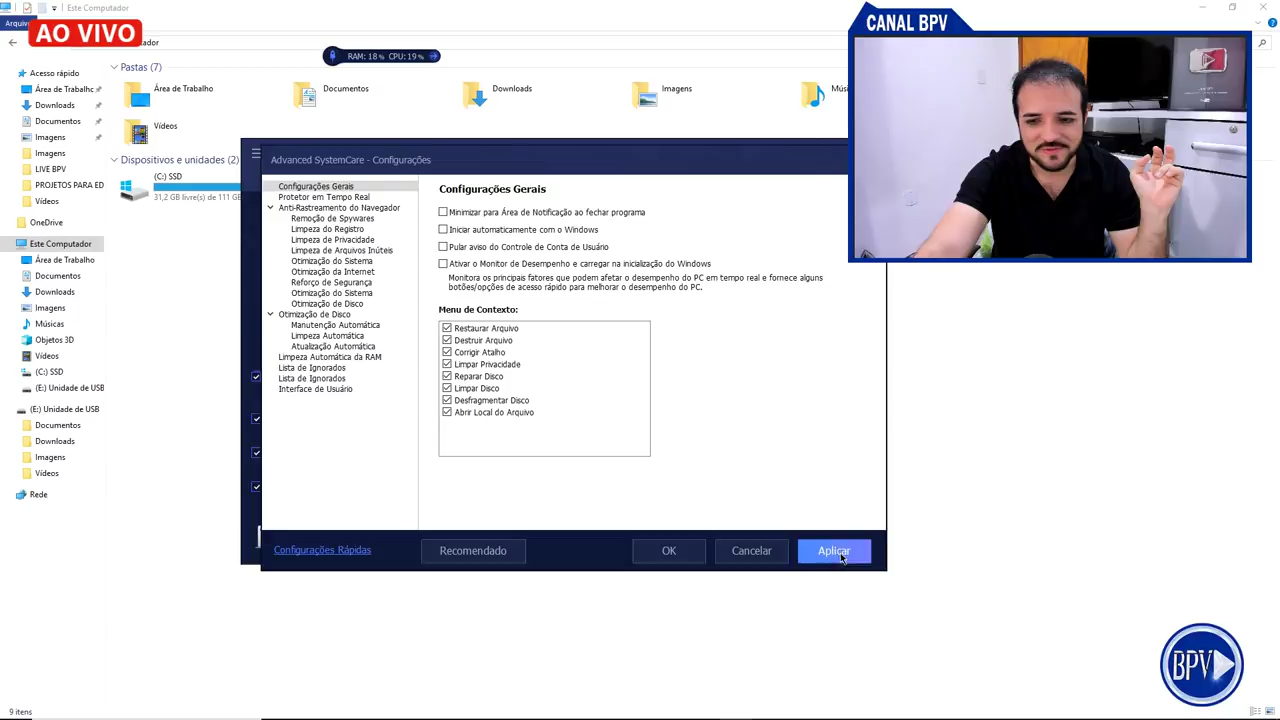 Este Computador
Arquivo
AO VIVO
CANAL BPV
RAM: 18% CPU: 19%
Acesso rápido
Área de Trabalho
Downloads
Documentos
Imagens
Imagens
LIVE BPV
PROJETOS PARA ED
Vídeos
OneDrive
Este Computador
Área de Trabalho
Documentos
Downloads
Imagens
Músicas
Objetos 3D
Vídeos
(C:) SSD
(E:) Unidade de USB
(E:) Unidade de USB
Documentos
Downloads
Imagens
Vídeos
Rede
9 itens
Pastas (7)
Área de Trabalho
Documentos
Downloads
Imagens
Vídeos
Dispositivos e unidades (2)
(C:) SSD
31,2 GB livre(s) de 111 GB
Advanced SystemCare - Configurações
Configurações Gerais
Protetor em Tempo Real
Anti-Rastreamento do Navegador
Remoção de Spywares
Limpeza do Registro
Limpeza de Privacidade
Limpeza de Arquivos Inúteis
Otimização do Sistema
Otimização da Internet
Reforço de Segurança
Otimização do Sistema
Otimização de Disco
Otimização de Disco
Manutenção Automática
Limpeza Automática
Atualização Automática
Limpeza Automática da RAM
Lista de Ignorados
Lista de Ignorados
Interface de Usuário
Configurações Gerais
Minimizar para Área de Notificação ao fechar programa
Iniciar automaticamente com o Windows
Pular aviso do Controle de Conta de Usuário
Ativar o Monitor de Desempenho e carregar na inicialização do Windows
Monitora os principais fatores que podem afetar o desempenho do PC em tempo real e fornece alguns
botões/opções de acesso rápido para melhorar o desempenho do PC.
Menu de Contexto:
Restaurar Arquivo
Destruir Arquivo
Corrigir Atalho
Limpar Privacidade
Reparar Disco
Limpar Disco
Desfragmentar Disco
Abrir Local do Arquivo
Configurações Rápidas
Recomendado
OK
Cancelar
Aplicar
BPV